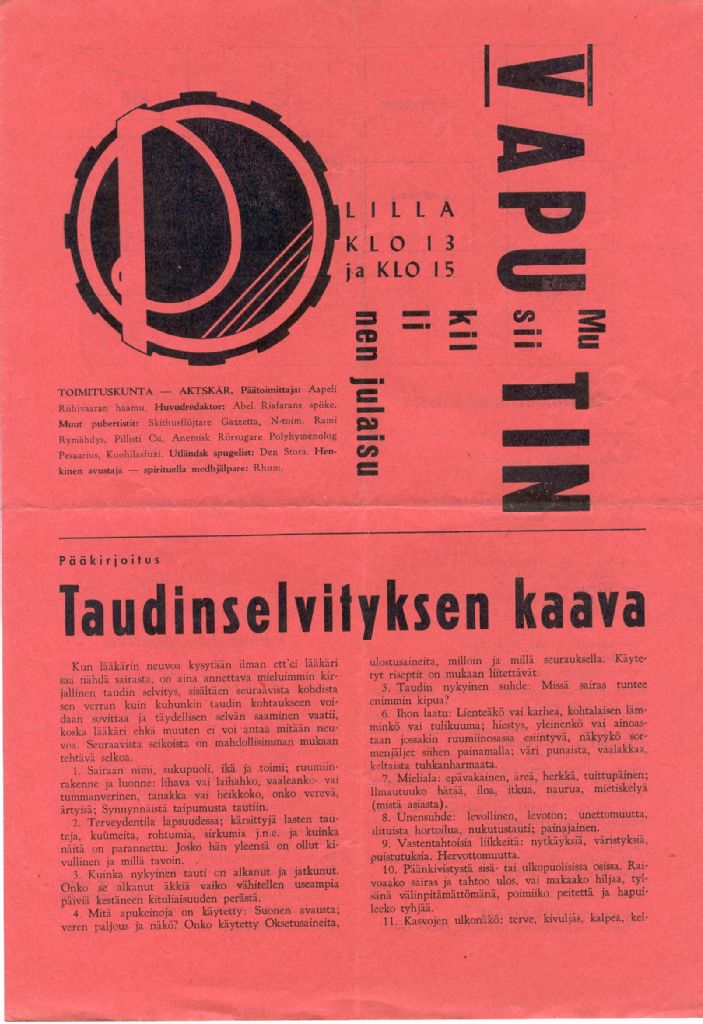 VAPUTIN
Mu
sii
kil
li
nen julaisu
LILLA
KLO 13
ja KLO 15
TOIMITUSKUNTA — AKTSKÄR. Päätoimittaja: Aapeli
Riihivaaran haamu. Huvudredaktor: Abel Riafarans spöke.
Muut pubertistit: Skithusflöjtare Gazzetta, N-toim. Rami
Rymähdys, Pillisti Cu, Anemisk Rörsugare Polyhymenolog
Pesaarius, Kuohilasfuxi. Utländsk spugelist: Den Stora. Hen-
kinen avustaja — spirituella medhjälpare: Rhum.
Pääkirjoitus
Taudinselvityksen kaava
Kun lääkärin neuvoa kysytään ilman ett'ei lääkäri
saa nähdä sairasta, on aina annettava mieluimmin kir-
jallinen taudin selvitys, sisältäen seuraavista kohdista
sen verran kuin kuhunkin taudin kohtaukseen voi-
daan sovittaa ja täydellisen selvän saaminen vaatii,
koska lääkäri ehkä muuten ei voi antaa mitään neu-
voa. Seuraavista seikoista on mahdollisimman mukaan
tehtävä selkoa.
1. Sairaan nimi, sukupuoli, ikä ja toimi; ruumiin-
rakenne ja luonne: lihava vai laihahko, vaaleanko- vai
tummanverinen, tanakka vai heikkoko, onko verevä,
ärtyisä; Synnynnäistä taipumusta tautiin.
2. Terveydentila lapsuudessa; kärsittyjä lasten tau-
teja, kuumeita, rohtumia, sirkumia j.n.e. ja kuinka
näitä on parannettu. Josko hän yleensä on ollut ki-
vullinen ja millä tavoin.
3. Kuinka nykyinen tauti on alkanut ja jatkunut.
Onko se alkanut äkkiä vaiko vähitellen useampia
päiviä kestäneen kituliaisuuden perästä.
4. Mitä apukeinoja on käytetty: Suonen avausta;
veren paljous ja näkö? Onko käytetty Oksetusaineita,
ulostusaineita, milloin ja millä seurauksella. Käyte-
tyt riseptit on mukaan liitettävät.
5. Taudin nykyinen suhde: Missä sairas tuntee
enimmin kipua?
6. Ihon laatu: Lienteäkö vai karhea, kohtalaisen läm-
minkö vai tulikuuma; hiestys, yleinenkö vai ainoas-
taan jossakin ruumiinosassa esiintyvä, näkyykö sor-
menjäljet siihen painamalla; väri punaista, vaalakkaa,
keltaista tuhkanharmaata.
7. Mieliala: epävakainen, äreä, herkkä, tuittupäinen;
Ilmautuuko hätää, iloa, itkua, naurua, mietiskelyä
(mistä asiasta).
8. Unensuhde: levollinen, levoton; unettomuutta,
alituista hortoilua, nukutustauti; painajainen.
9. Vastentahtoisia liikkeitä: nytkäyksiä, väristyksiä,
puistutuksia. Hervottomuutta.
10. Päänkivistystä sisä- tai ulkopuolisissa osissa. Rai-
voaako sairas ja tahtoo ulos, vai makaako hiljaa, tyl-
sänä välinpitämättömänä, poimiiko peitettä ja hapui-
leeko tyhjää.
11. Kasvojen ulkonäkö: terve, kivuljas, kalpea, kel-